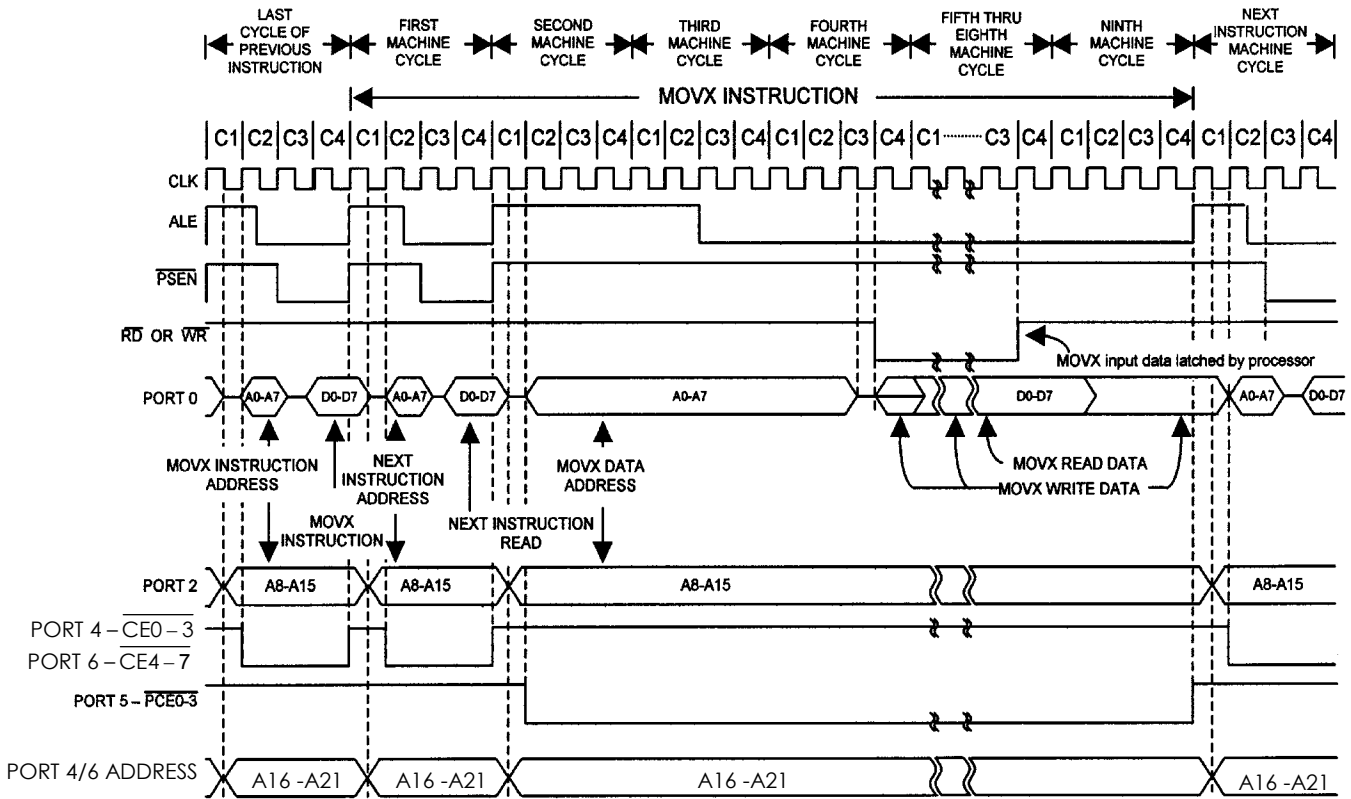 LAST
CYCLE OF
PREVIOUS
INSTRUCTION
FIRST
MACHINE
CYCLE
SECOND
MACHINE
CYCLE
THIRD
MACHINE
CYCLE
FOURTH
MACHINE
CYCLE
FIFTH THRU
EIGHTH
MACHINE
CYCLE
NINTH
MACHINE
CYCLE
NEXT
INSTRUCTION
MACHINE
CYCLE
MOVX INSTRUCTION
C1 C2 C3 C4 C1 C2 C3 C4 C1 C2 C3 C4 C1 C2 C3 C4 C1 C2 C3 C4 C1 ········ C3 C4 C1 C2 C3 C4 C1 C2 C3 C4
CLK
ALE
PSEN
RD OR WR
MOVX input data latched by processor
PORT 0 A0-A7 D0-D7 A0-A7 D0-D7 A0-A7 D0-D7 A0-A7 D0-D7
MOVX INSTRUCTION
ADDRESS
NEXT
INSTRUCTION
ADDRESS
MOVX DATA
ADDRESS
MOVX READ DATA
MOVX WRITE DATA
MOVX
INSTRUCTION
NEXT INSTRUCTION
READ
PORT 2 A8-A15 A8-A15 A8-A15 A8-A15
PORT 4 – CE0 – 3
PORT 6 – CE4 – 7
PORT 5 – PCE0-3
PORT 4/6 ADDRESS A16 -A21 A16 -A21 A16 -A21 A16 -A21